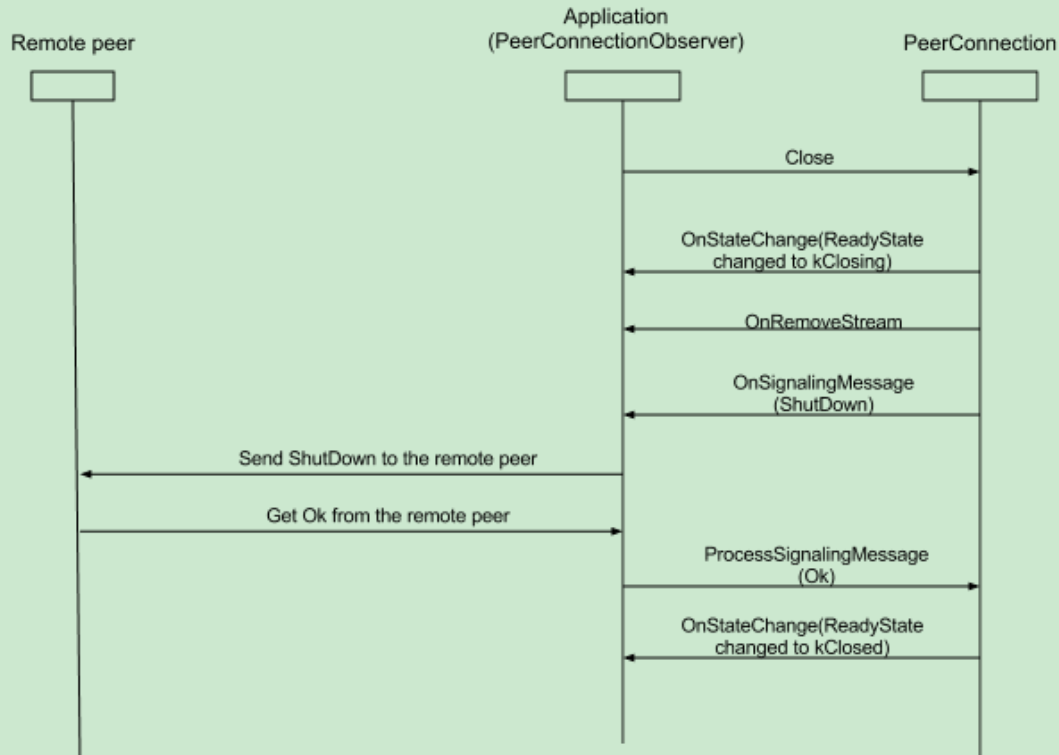 Remote peer
Application
(PeerConnectionObserver)
PeerConnection
Close
OnStateChange(ReadyState
changed to kClosing)
OnRemoveStream
OnSignalingMessage
(ShutDown)
Send ShutDown to the remote peer
Get Ok from the remote peer
ProcessSignalingMessage
(Ok)
OnStateChange(ReadyState
changed to kClosed)